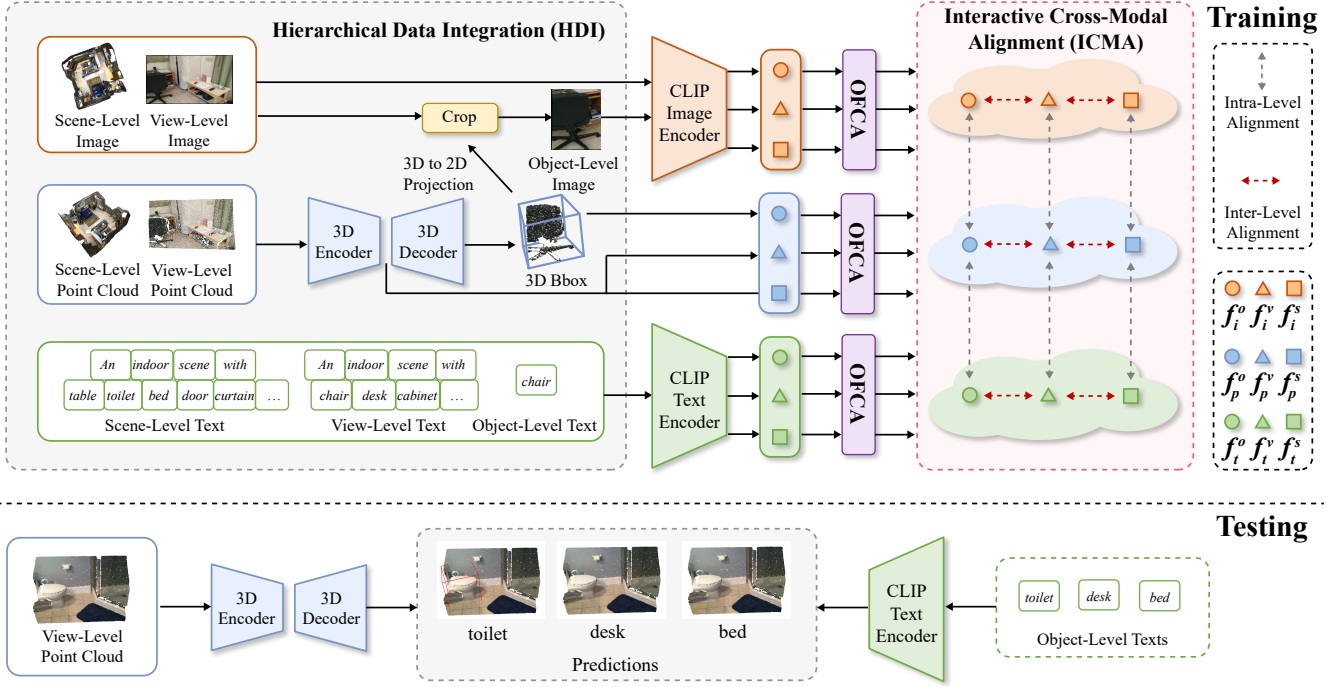 Hierarchical Data Integration (HDI)
Interactive Cross-Modal
Alignment (ICMA)
Training
Scene-Level
Image
View-Level
Image
Crop
Object-Level
Image
3D to 2D
Projection
CLIP
Image
Encoder
OFCA
Intra-Level
Alignment
Inter-Level
Alignment
Scene-Level
Point Cloud
View-Level
Point Cloud
3D
Encoder
3D
Decoder
3D Bbox
OFCA
f_i^o f_i^v f_i^s
f_p^o f_p^v f_p^s
f_t^o f_t^v f_t^s
An indoor scene with
table toilet bed door curtain ...
Scene-Level Text
An indoor scene with
chair desk cabinet ...
View-Level Text
chair
Object-Level Text
CLIP
Text
Encoder
OFCA
Testing
View-Level
Point Cloud
3D
Encoder
3D
Decoder
toilet
desk
bed
Predictions
CLIP
Text
Encoder
toilet desk bed
Object-Level Texts